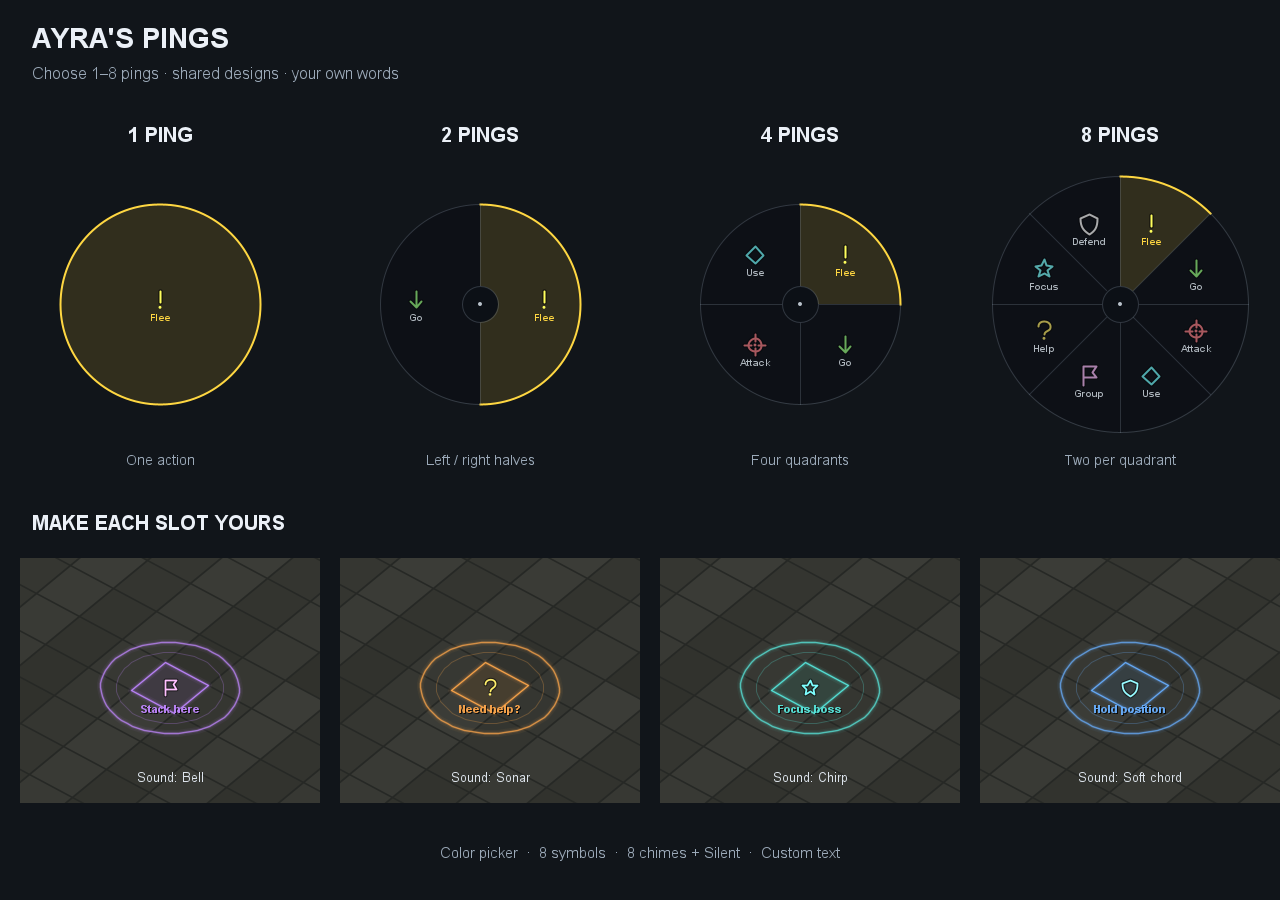 AYRA'S PINGS
Choose 1–8 pings · shared designs · your own words
1 PING
2 PINGS
4 PINGS
8 PINGS
Flee
Go
Flee
Use
Flee
Attack
Go
Defend
Flee
Focus
Go
Help
Attack
Group
Use
One action
Left / right halves
Four quadrants
Two per quadrant
MAKE EACH SLOT YOURS
Stack here
Need help?
Focus boss
Hold position
Sound: Bell
Sound: Sonar
Sound: Chirp
Sound: Soft chord
Color picker · 8 symbols · 8 chimes + Silent · Custom text